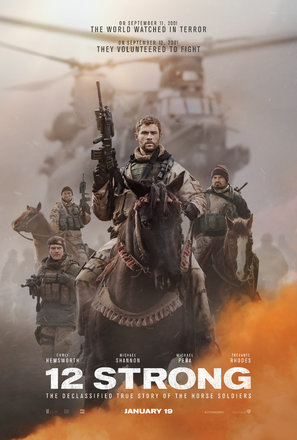 ON SEPTEMBER 11, 2001
THE WORLD WATCHED IN TERROR
ON SEPTEMBER 12, 2001
THEY VOLUNTEERED TO FIGHT
CHRIS HEMSWORTH
MICHAEL SHANNON
MICHAEL PEÑA
TREVANTE RHODES
12 STRONG
THE DECLASSIFIED TRUE STORY OF THE HORSE SOLDIERS
JANUARY 19